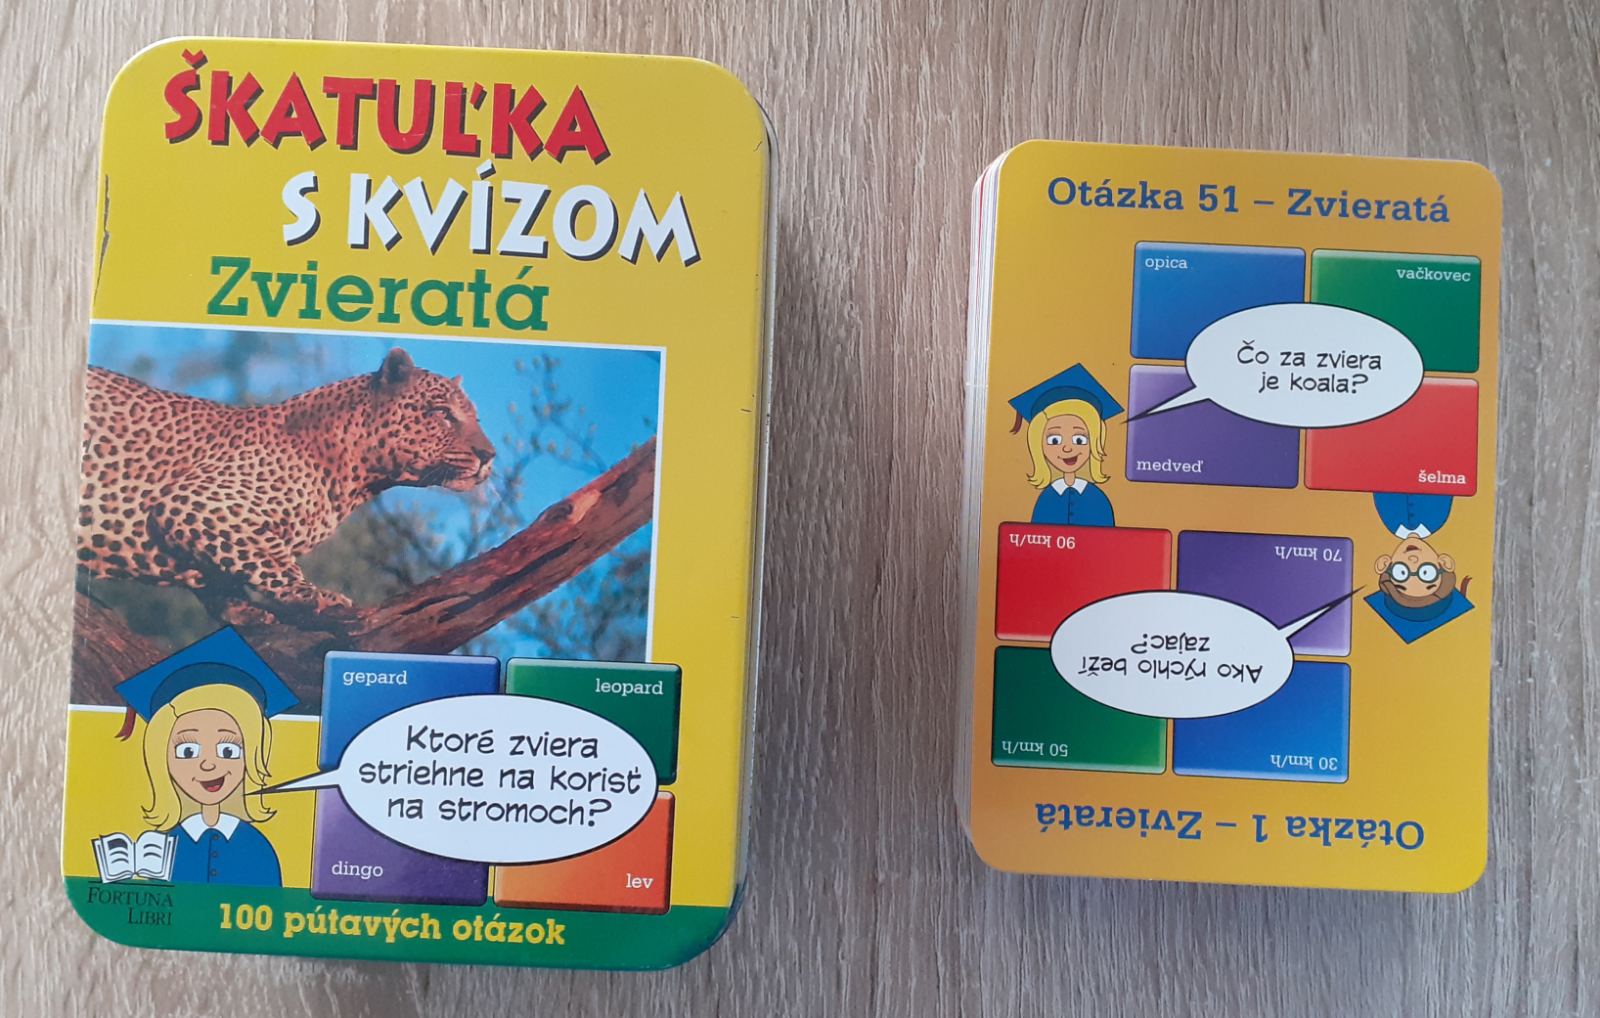 ŠKATUĽKA
S KVÍZOM
Zvieratá
gepard
leopard
Ktoré zviera
striehne na korisť
na stromoch?
dingo
lev
FORTUNA
LIBRI
100 pútavých otázok
Otázka 51 – Zvieratá
opica
vačkovec
Čo za zviera
je koala?
medveď
šelma
Otázka 1 – Zvieratá
30 km/h
50 km/h
Ako rýchlo beží
zajac?
70 km/h
90 km/h